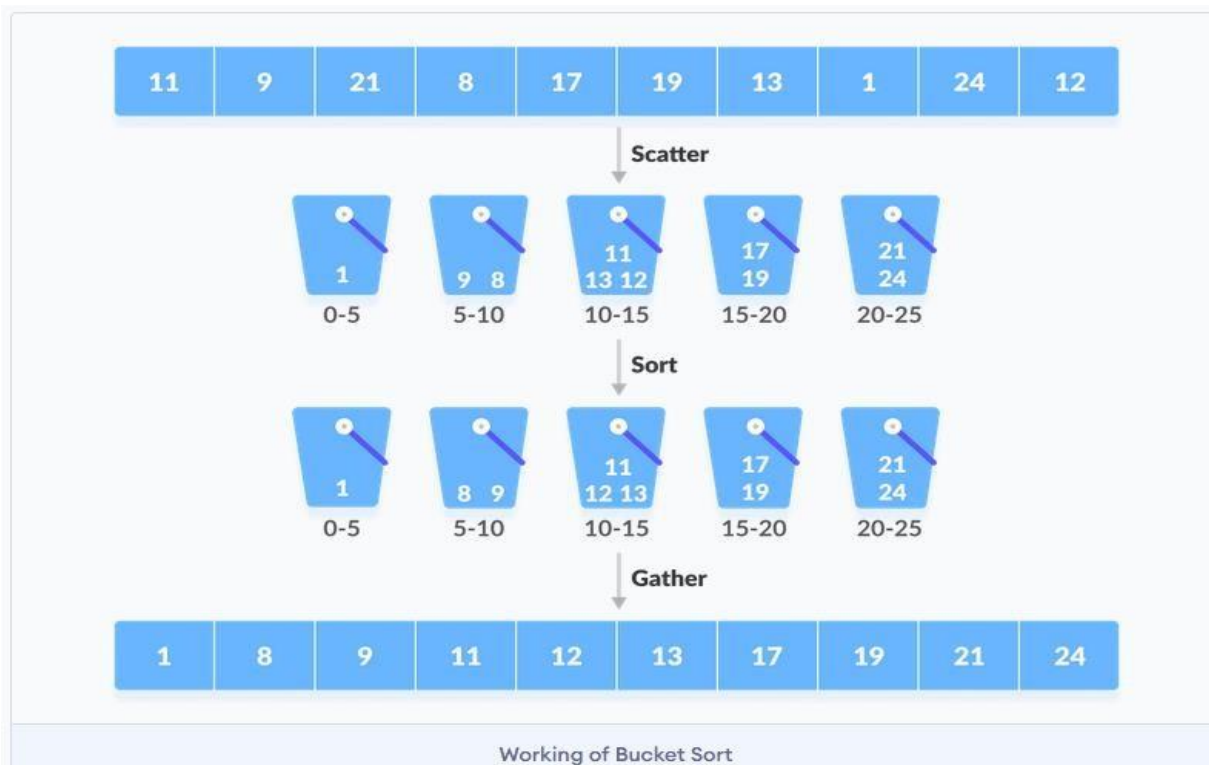 11 9 21 8 17 19 13 1 24 12
Scatter
1
9 8
11
13 12
17
19
21
24
0-5 5-10 10-15 15-20 20-25
Sort
1
8 9
11
12 13
17
19
21
24
0-5 5-10 10-15 15-20 20-25
Gather
1 8 9 11 12 13 17 19 21 24
Working of Bucket Sort